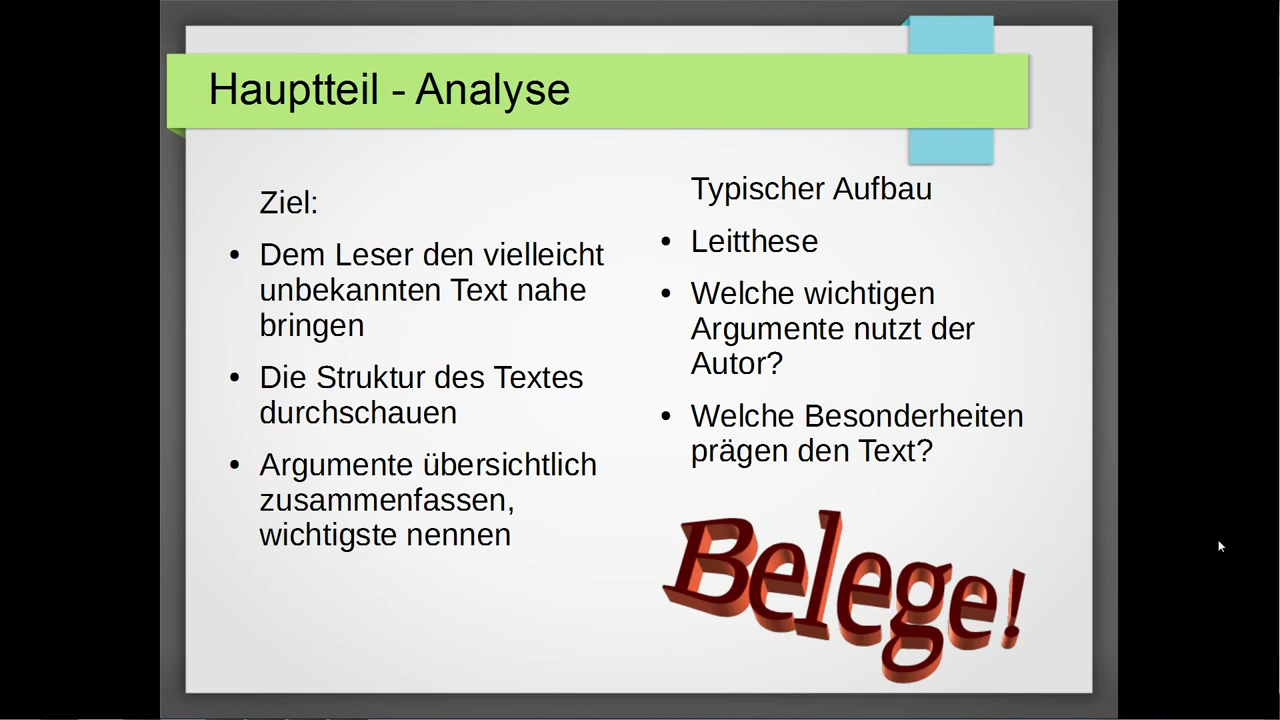 Hauptteil - Analyse
Ziel:
• Dem Leser den vielleicht
unbekannten Text nahe
bringen
• Die Struktur des Textes
durchschauen
• Argumente übersichtlich
zusammenfassen,
wichtigste nennen
Typischer Aufbau
• Leitthese
• Welche wichtigen
Argumente nutzt der
Autor?
• Welche Besonderheiten
prägen den Text?
Belege!